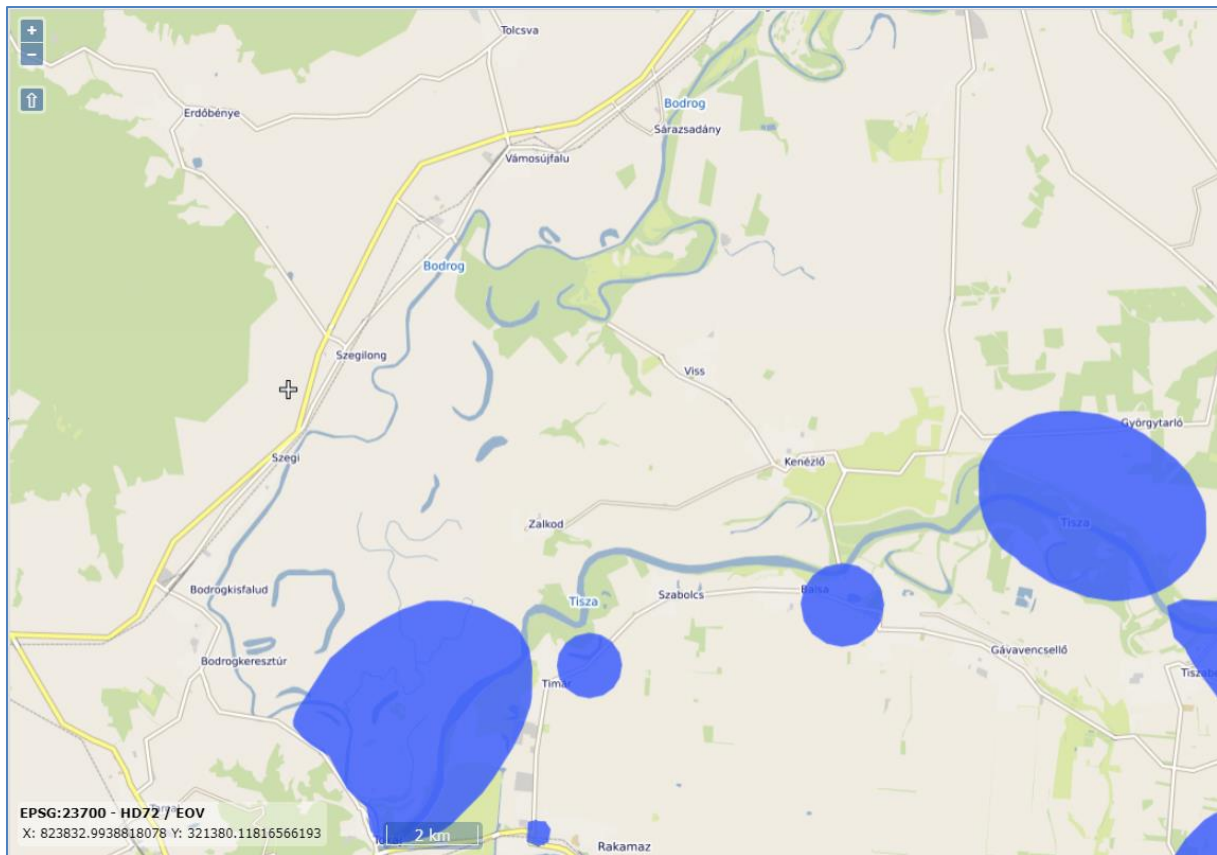 +
−
⇧
Tolcsva
Erdőbénye
Bodrog
Sárazsadány
Vámosújfalu
Bodrog
Szegilong
Viss
Györgytarló
Szegi
Kenézlő
Tisza
Zalkod
Bodrogkisfalud
Szabolcs
Balsa
Tisza
Gávavencsellő
Bodrogkeresztúr
Timár
EPSG:23700 - HD72 / EOV
X: 823832.9938818078 Y: 321380.11816566193
2 km
Rakamaz